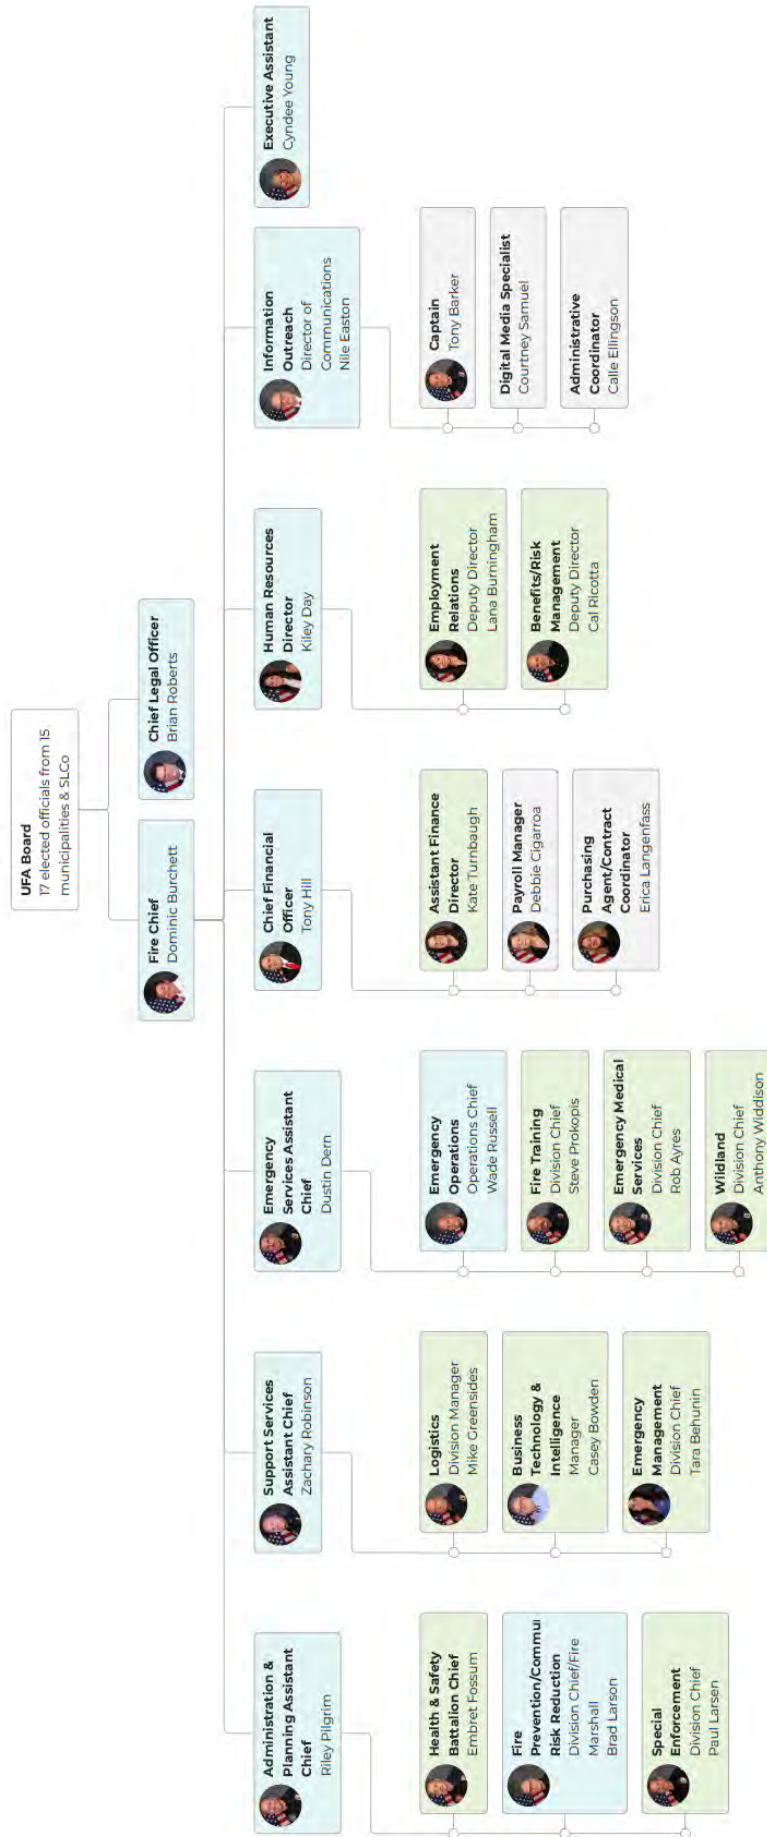 UFA Board
17 elected officials from 15
municipalities & SLCo
Fire Chief
Dominic Burchett
Chief Legal Officer
Brian Roberts
Administration &
Planning Assistant
Chief
Riley Pilgrim
Support Services
Assistant Chief
Zachary Robinson
Emergency
Services Assistant
Chief
Dustin Dern
Chief Financial
Officer
Tony Hill
Human Resources
Director
Kiley Day
Information
Outreach
Director of
Communications
Nile Easton
Executive Assistant
Cyndee Young
Health & Safety
Battalion Chief
Embret Fossum
Fire
Prevention/Commu
Risk Reduction
Division Chief/Fire
Marshall
Brad Larson
Special
Enforcement
Division Chief
Paul Larsen
Logistics
Division Manager
Mike Greensides
Business
Technology &
Intelligence
Manager
Casey Bowden
Emergency
Management
Division Chief
Tara Behunin
Emergency
Operations
Operations Chief
Wade Russell
Fire Training
Division Chief
Steve Prokopis
Emergency Medical
Services
Division Chief
Rob Ayres
Wildland
Division Chief
Anthony Widdison
Assistant Finance
Director
Kate Turnbaugh
Payroll Manager
Debbie Cigarroa
Purchasing
Agent/Contract
Coordinator
Erica Langenfass
Employment
Relations
Deputy Director
Lana Burningham
Benefits/Risk
Management
Deputy Director
Cal Ricotta
Captain
Tony Barker
Digital Media Specialist
Courtney Samuel
Administrative
Coordinator
Calle Ellingson